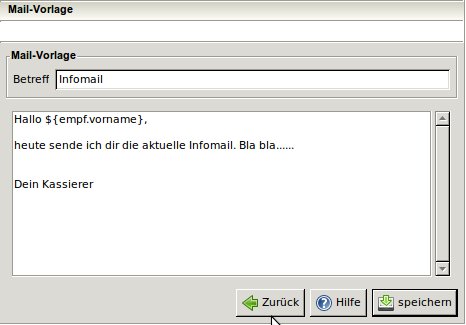 Mail-Vorlage
Mail-Vorlage
Betreff Infomail
Hallo ${empf.vorname},
heute sende ich dir die aktuelle Infomail. Bla bla......
Dein Kassierer
Zurück Hilfe speichern